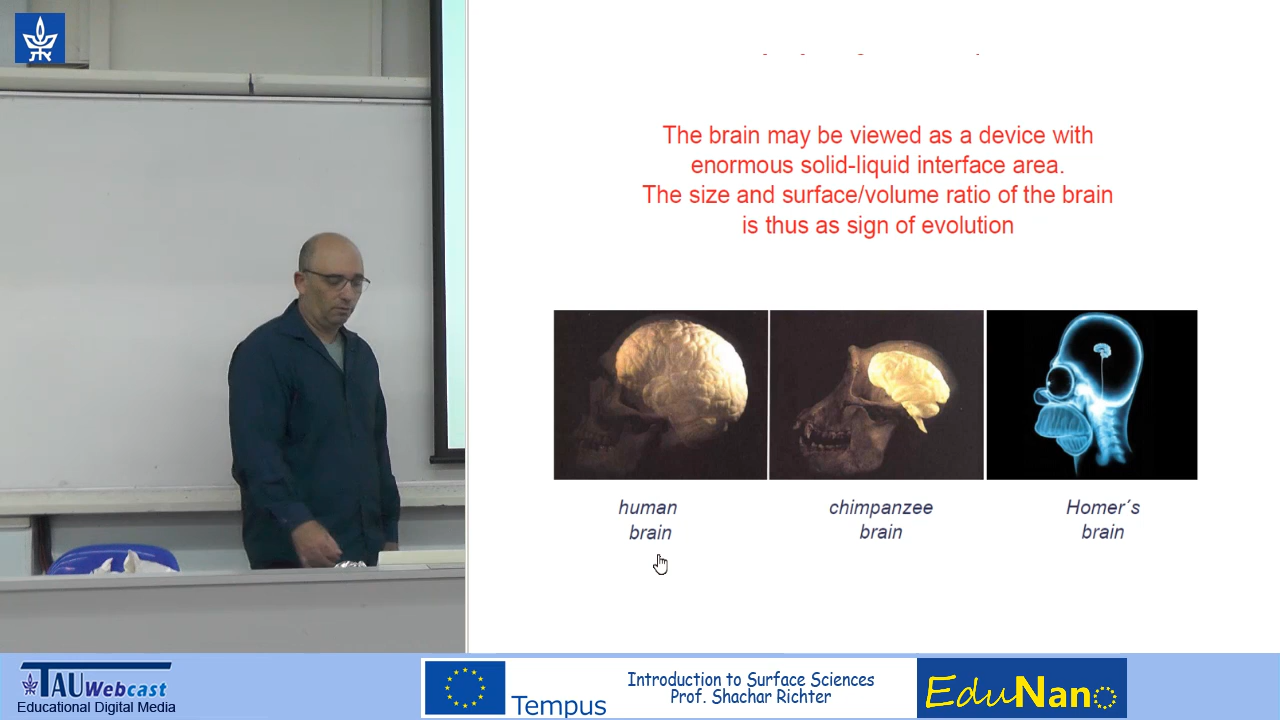 The brain may be viewed as a device with
enormous solid-liquid interface area.
The size and surface/volume ratio of the brain
is thus as sign of evolution
human
brain
chimpanzee
brain
Homer´s
brain
TAU Webcast
Educational Digital Media
Tempus
Introduction to Surface Sciences
Prof. Shachar Richter
EduNano